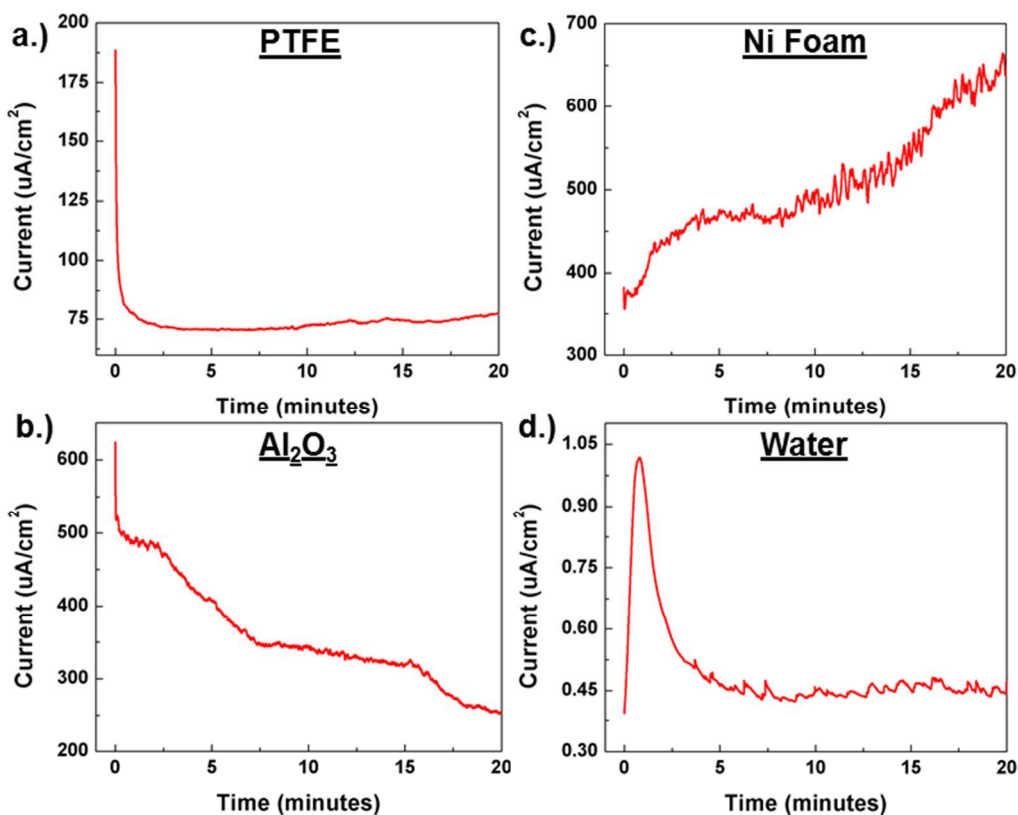 a.)
PTFE
200
175
150
125
100
75
Current (uA/cm²)
0 5 10 15 20
Time (minutes)
c.)
Ni Foam
700
600
500
400
300
Current (uA/cm²)
0 5 10 15 20
Time (minutes)
b.)
Al₂O₃
600
500
400
300
200
Current (uA/cm²)
0 5 10 15 20
Time (minutes)
d.)
Water
1.05
0.90
0.75
0.60
0.45
0.30
Current (uA/cm²)
0 5 10 15 20
Time (minutes)